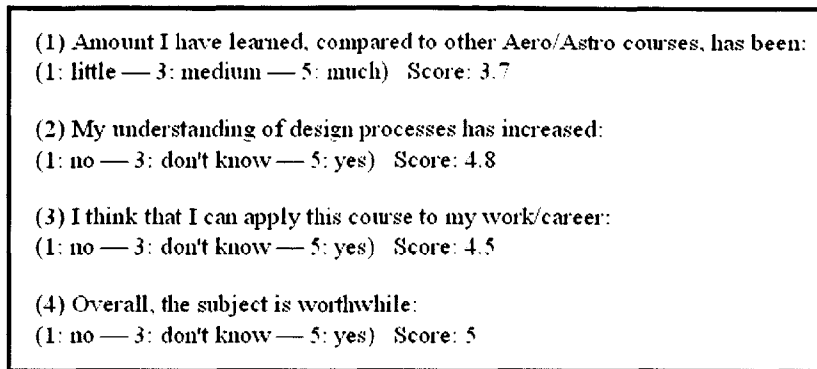 (1) Amount I have learned, compared to other Aero/Astro courses, has been:
(1: little — 3: medium — 5: much) Score: 3.7
(2) My understanding of design processes has increased:
(1: no — 3: don't know — 5: yes) Score: 4.8
(3) I think that I can apply this course to my work/career:
(1: no — 3: don't know — 5: yes) Score: 4.5
(4) Overall, the subject is worthwhile:
(1: no — 3: don't know — 5: yes) Score: 5